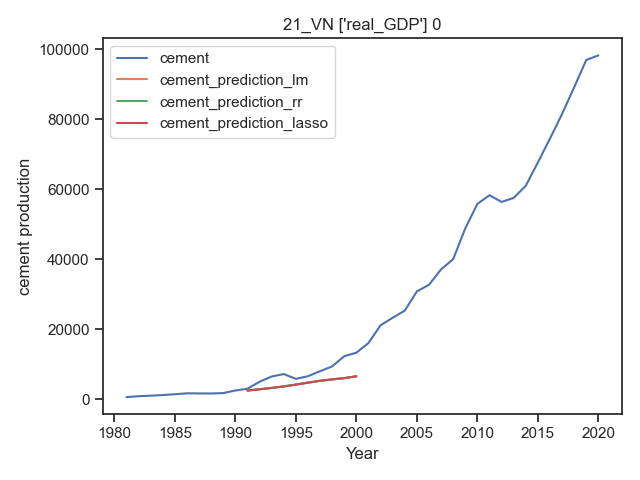 21_VN ['real_GDP'] 0
cement
cement_prediction_lm
cement_prediction_rr
cement_prediction_lasso
100000
80000
60000
40000
20000
0
cement production
1980 1985 1990 1995 2000 2005 2010 2015 2020
Year